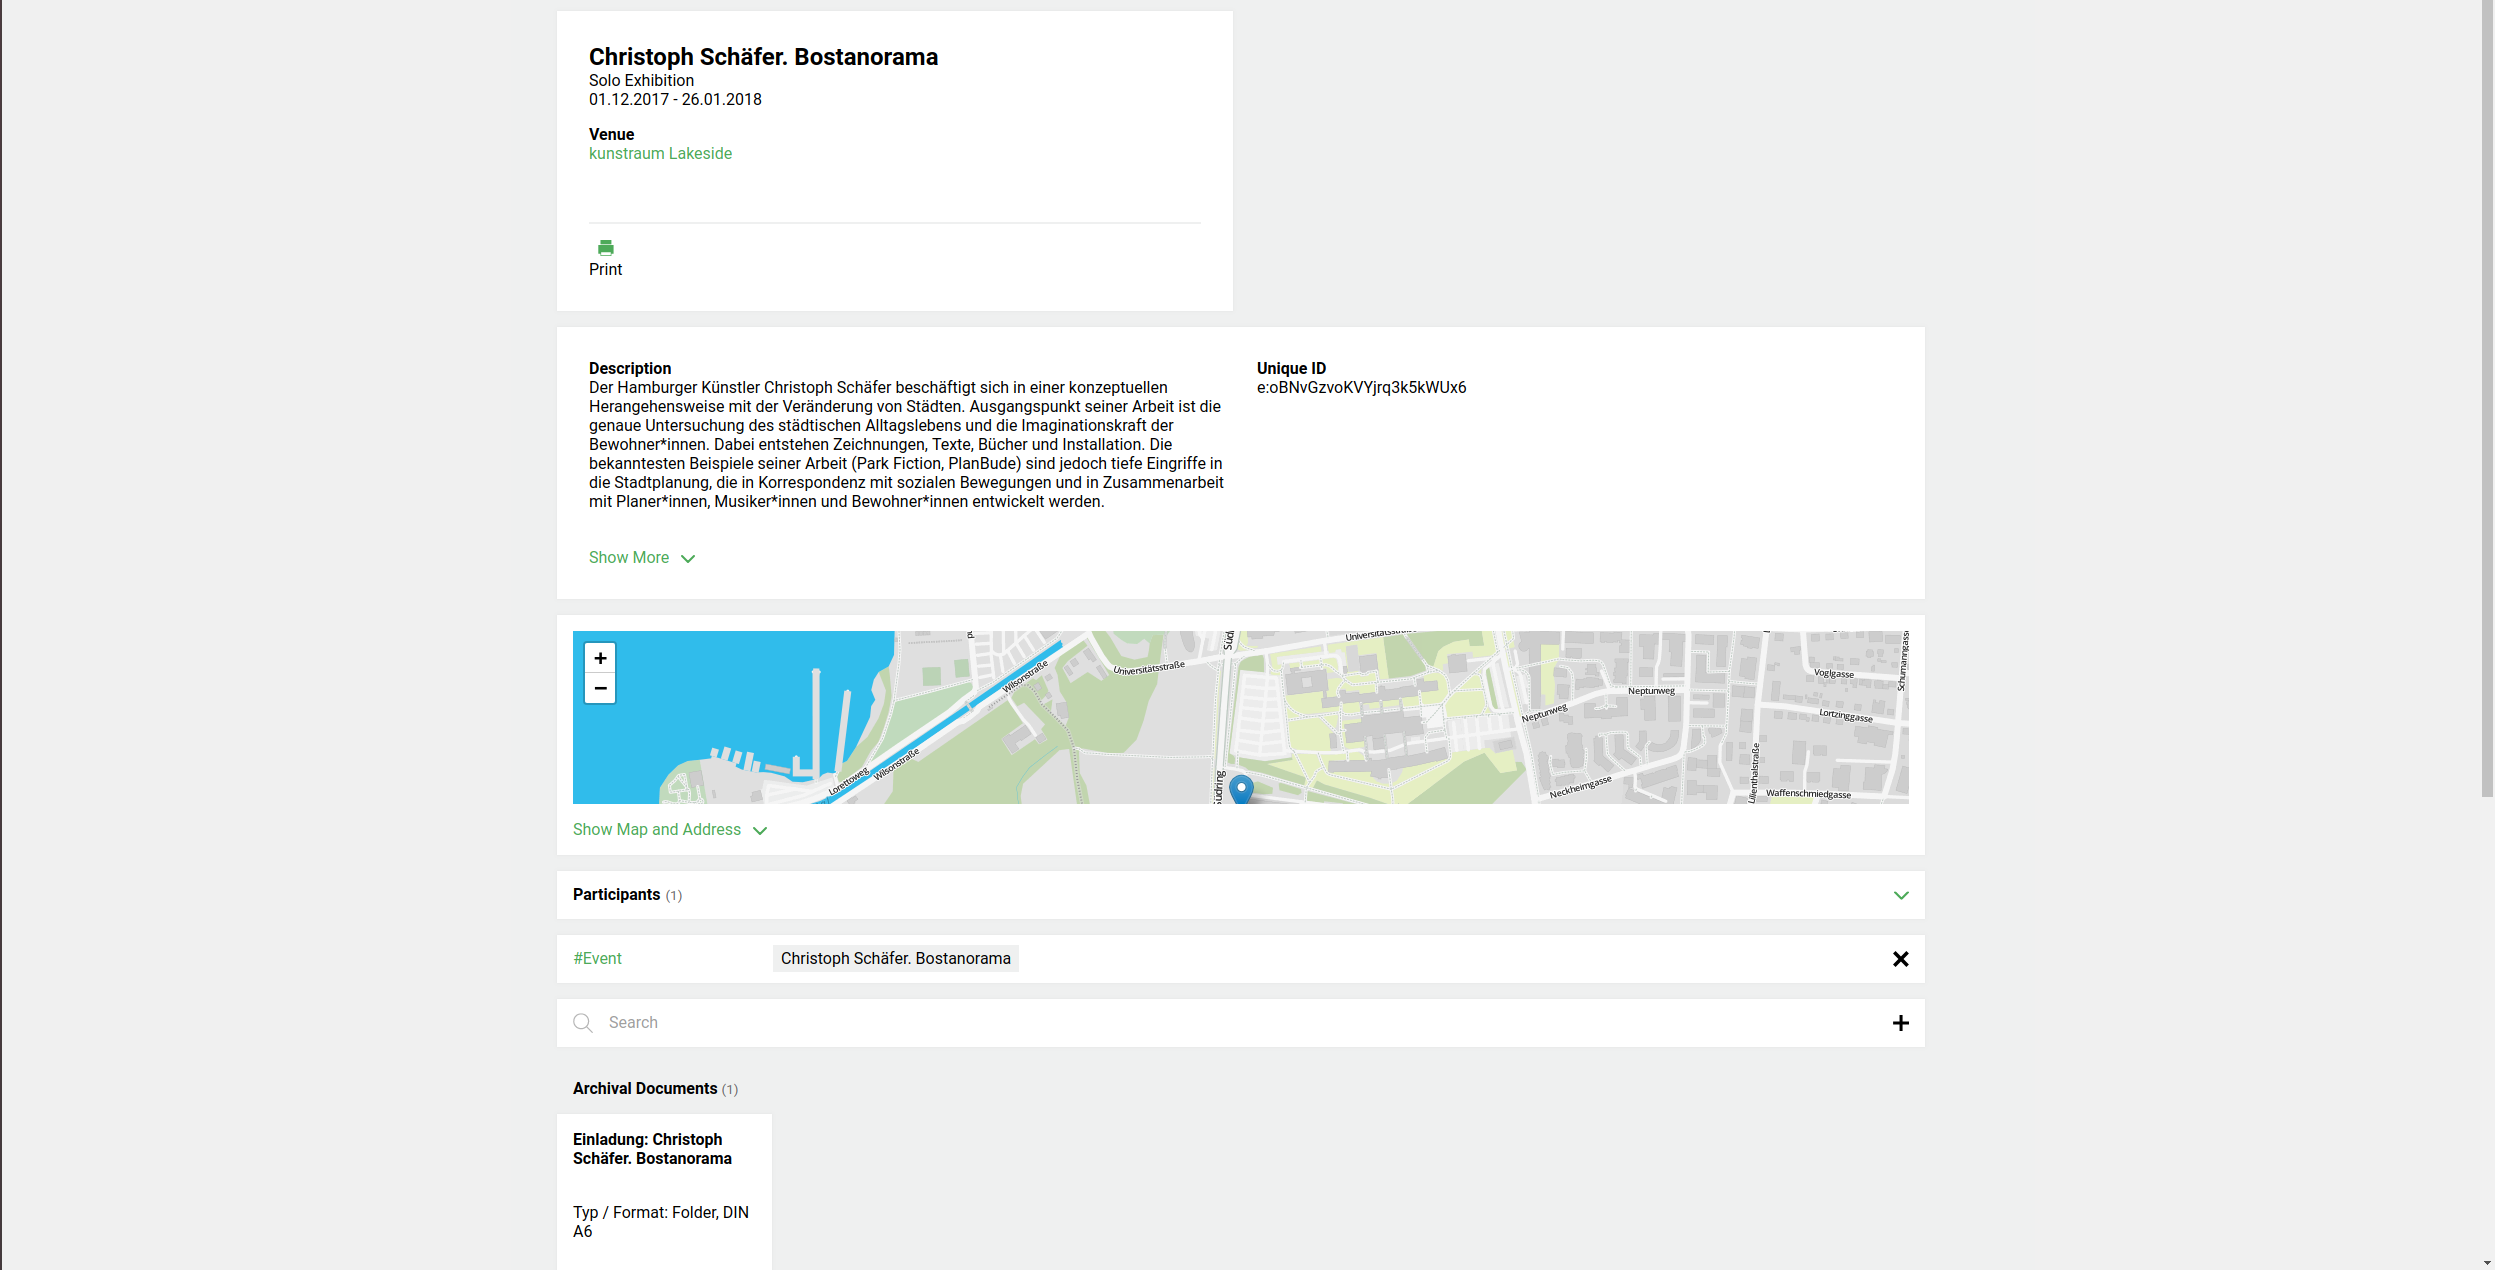 Christoph Schäfer. Bostanorama
Solo Exhibition
01.12.2017 - 26.01.2018
Venue
kunstraum Lakeside
Print
Description
Der Hamburger Künstler Christoph Schäfer beschäftigt sich in einer konzeptuellen
Herangehensweise mit der Veränderung von Städten. Ausgangspunkt seiner Arbeit ist die
genaue Untersuchung des städtischen Alltagslebens und die Imaginationskraft der
Bewohner*innen. Dabei entstehen Zeichnungen, Texte, Bücher und Installation. Die
bekanntesten Beispiele seiner Arbeit (Park Fiction, PlanBude) sind jedoch tiefe Eingriffe in
die Stadtplanung, die in Korrespondenz mit sozialen Bewegungen und in Zusammenarbeit
mit Planer*innen, Musiker*innen und Bewohner*innen entwickelt werden.
Show More
Unique ID
e:oBNvGzvoKVYjrq3k5kWUx6
+
−
Wilsonstraße
Universitätsstraße
Universitätsstraße
Neptunweg
Voglgasse
Schumanngasse
Lortzinggasse
Neptunweg
Wilsonstraße
Lorettoweg
Südring
Neckheimgasse
Lilienthalstraße
Waffenschmiedgasse
Show Map and Address
Participants (1)
#Event
Christoph Schäfer. Bostanorama
Search
Archival Documents (1)
Einladung: Christoph
Schäfer. Bostanorama
Typ / Format: Folder, DIN
A6